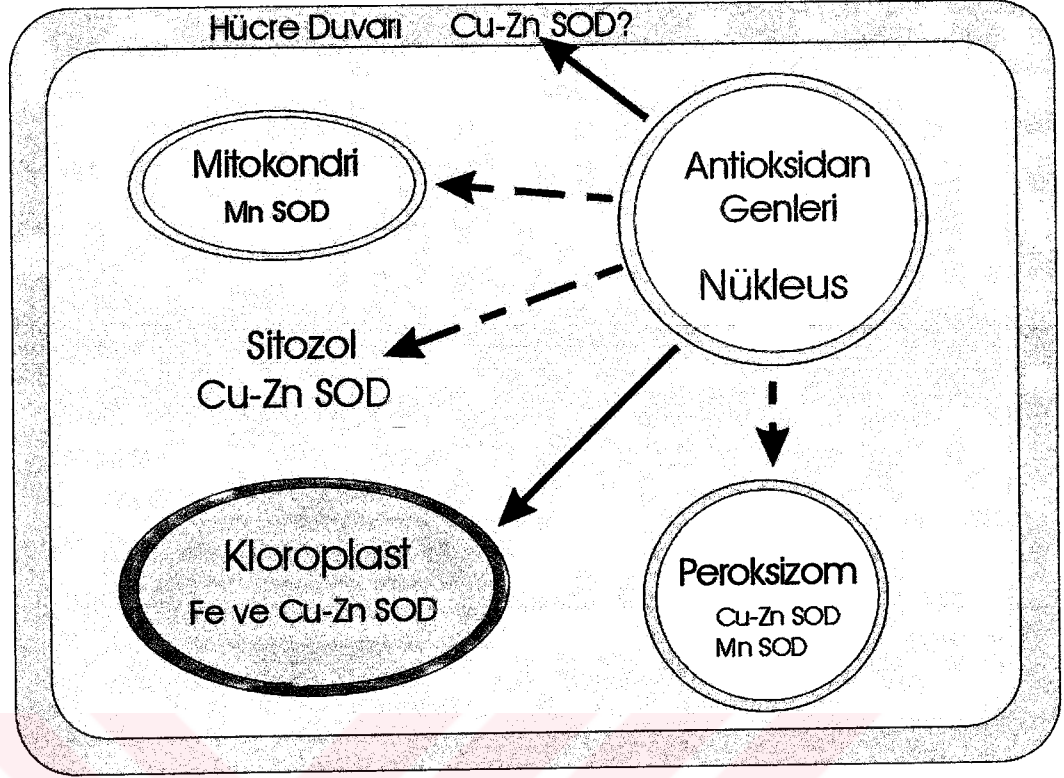 Hücre Duvarı Cu-Zn SOD?
Mitokondri
Mn SOD
Antioksidan
Genleri
Nükleus
Sitozol
Cu-Zn SOD
Kloroplast
Fe ve Cu-Zn SOD
Peroksizom
Cu-Zn SOD
Mn SOD